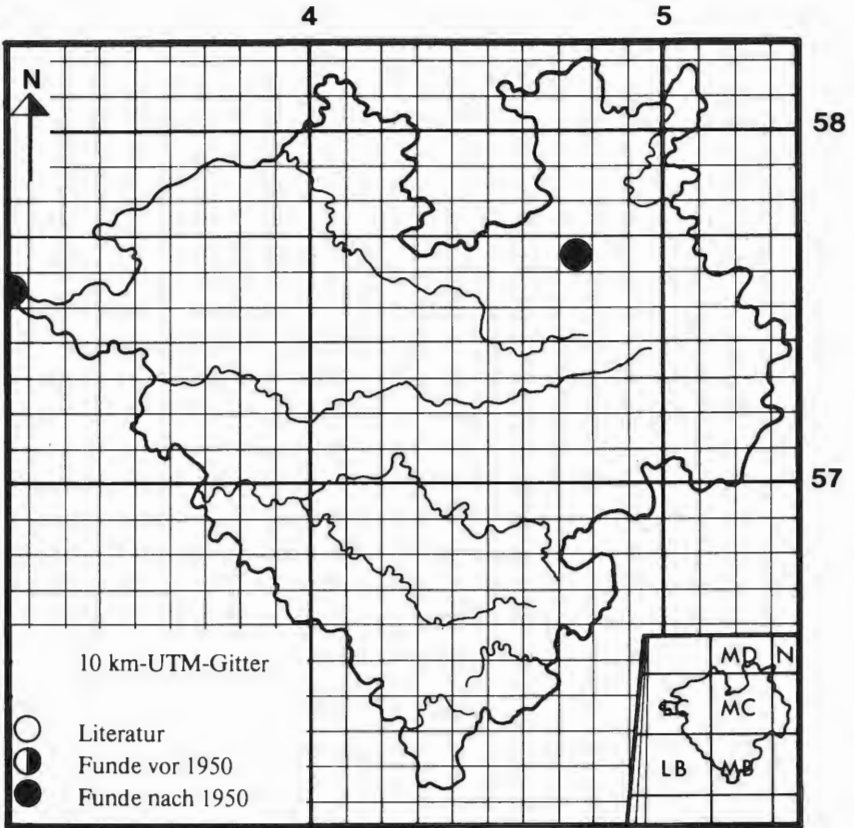 4 5
N
58
57
10 km-UTM-Gitter
Literatur
Funde vor 1950
Funde nach 1950
MD N
MC
LB MB